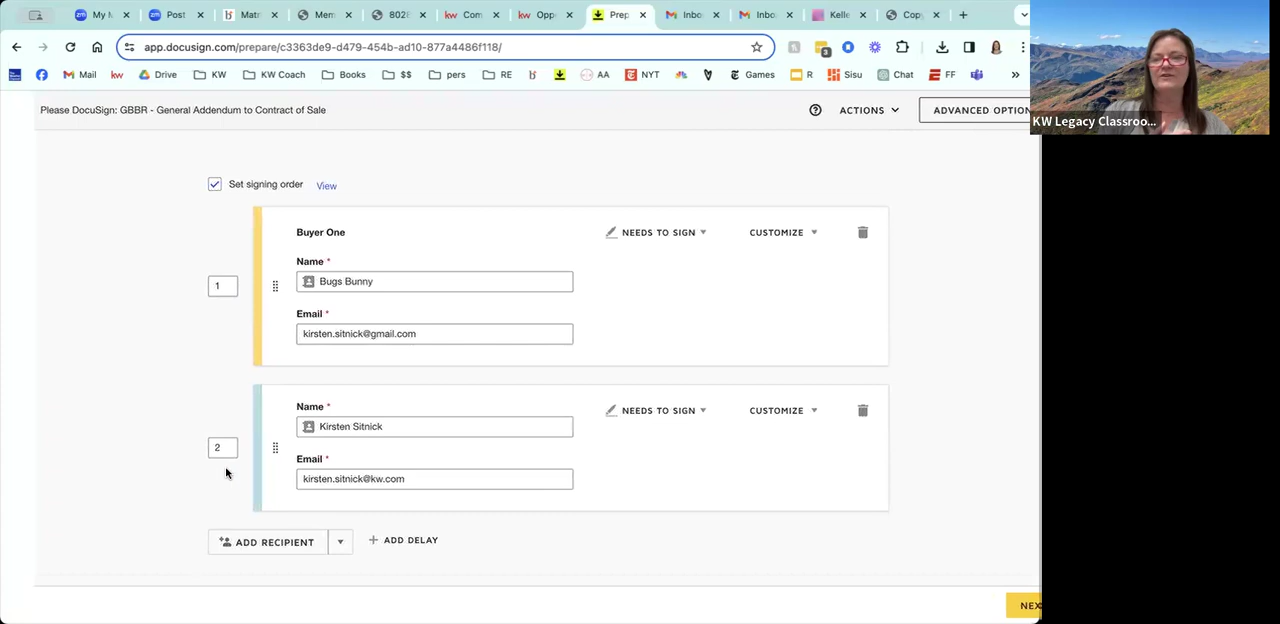 My M
Post
Matr
Mem
802
Com
Opp
Prep
Inbo
Inbo
Kelle
Cop
app.docusign.com/prepare/c3363de9-d479-454b-ad10-877a4486f118/
Mail
kw
Drive
KW
KW Coach
Books
$$
pers
RE
AA
NYT
Games
R
Sisu
Chat
FF
»
KW Legacy Classroo...
Please DocuSign: GBBR - General Addendum to Contract of Sale
ACTIONS
ADVANCED OPTION
Set signing order
View
Buyer One
NEEDS TO SIGN
CUSTOMIZE
Name *
1
Bugs Bunny
Email *
kirsten.sitnick@gmail.com
Name *
NEEDS TO SIGN
CUSTOMIZE
Kirsten Sitnick
2
Email *
kirsten.sitnick@kw.com
ADD RECIPIENT
+ ADD DELAY
NEX